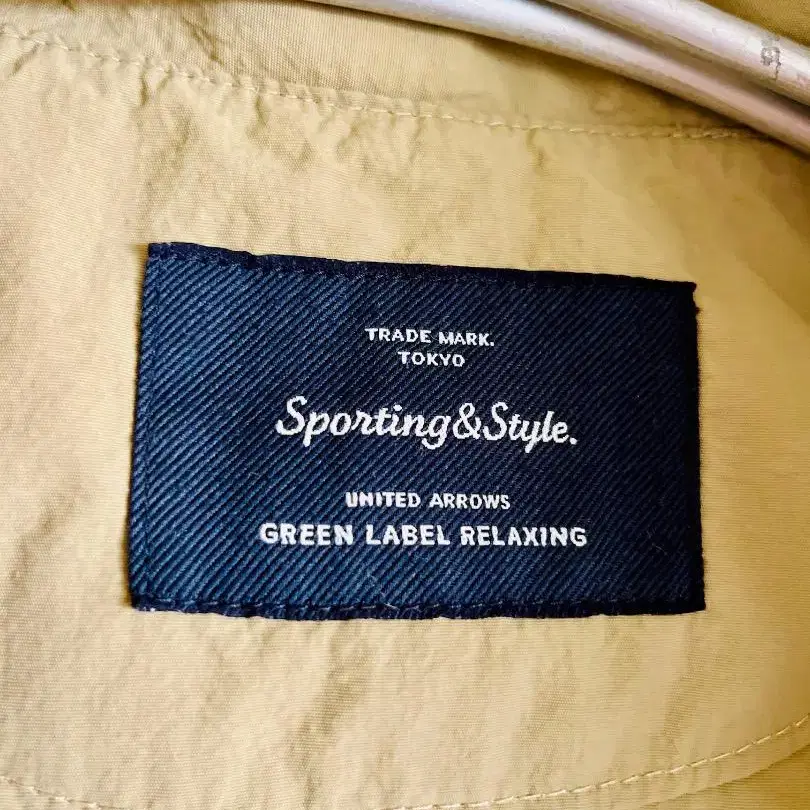 TRADE MARK.
TOKYO
Sporting&Style.
UNITED ARROWS
GREEN LABEL RELAXING